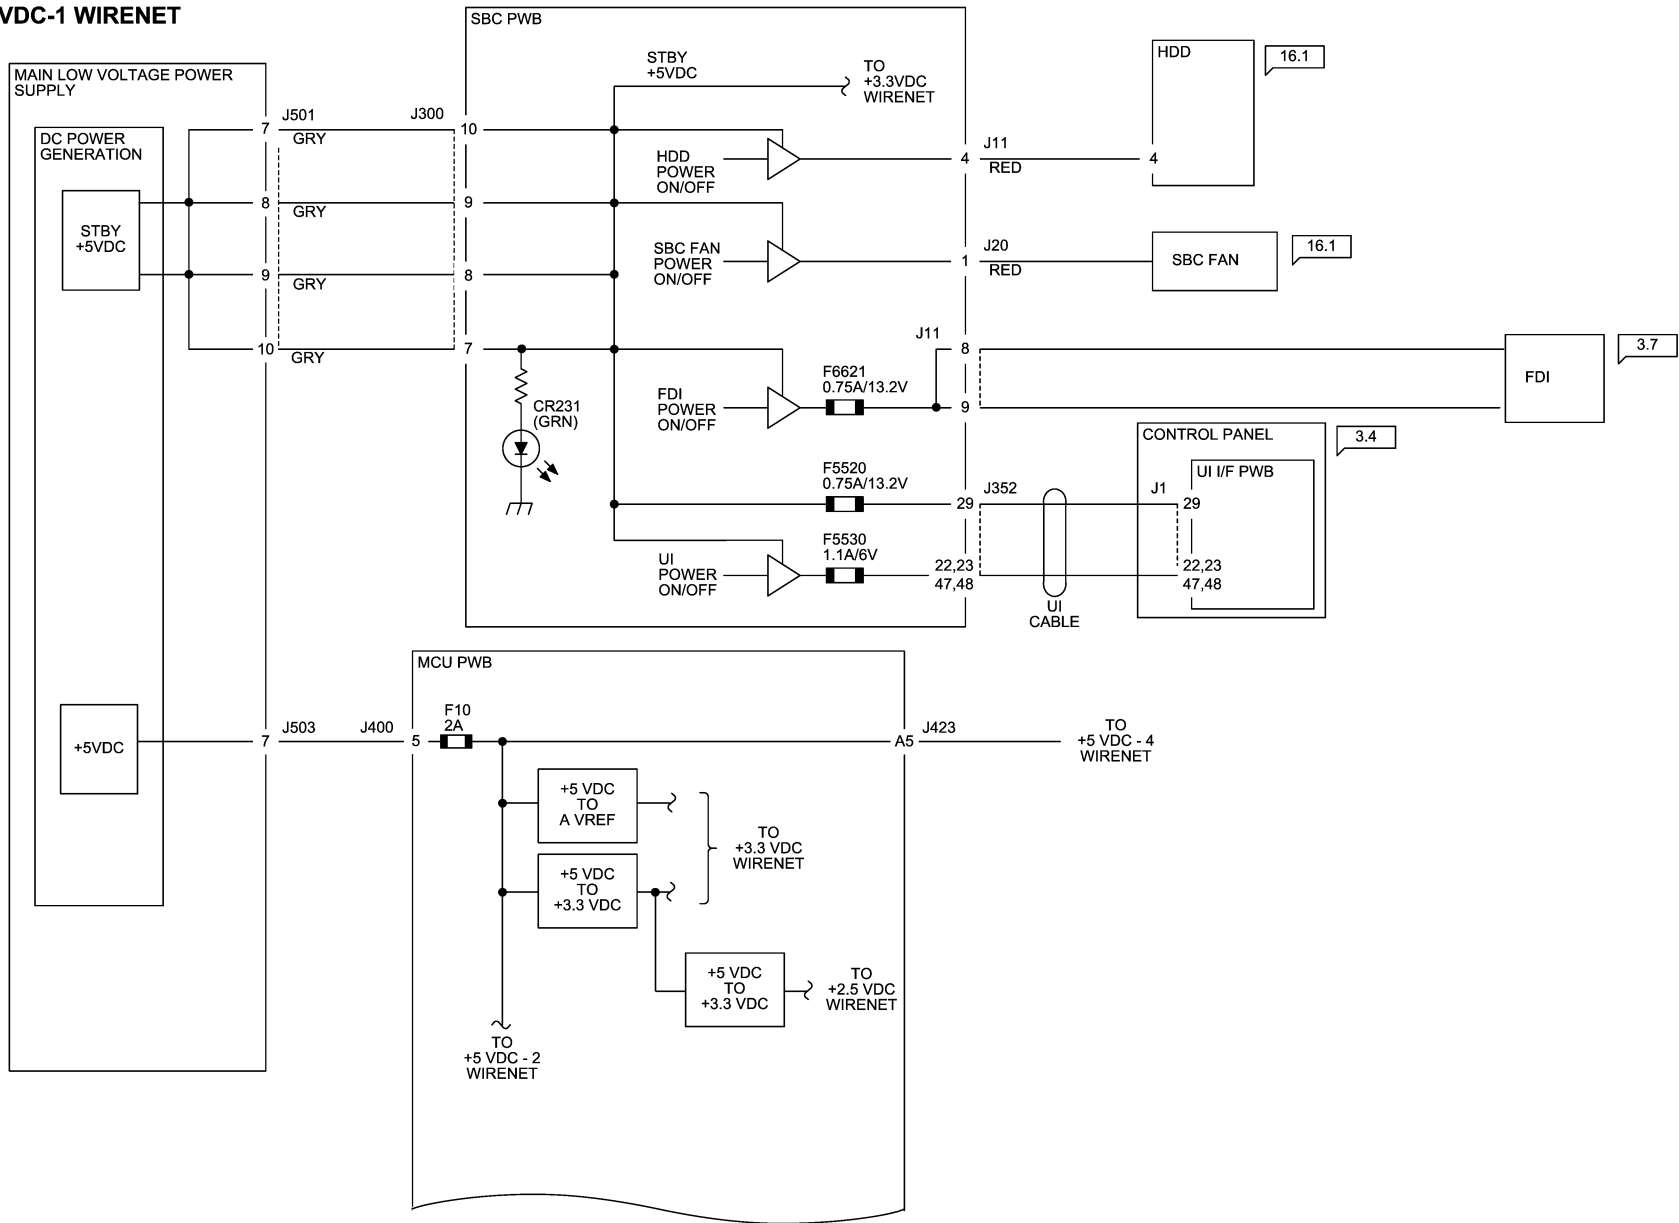 VDC-1 WIRENET
MAIN LOW VOLTAGE POWER
SUPPLY
DC POWER
GENERATION
STBY
+5VDC
+5VDC
7
8
9
10
J501
GRY
GRY
GRY
GRY
J300
10
9
8
7
SBC PWB
STBY
+5VDC
TO
+3.3VDC
WIRENET
HDD
POWER
ON/OFF
4
J11
RED
4
HDD
16.1
SBC FAN
POWER
ON/OFF
1
J20
RED
SBC FAN
16.1
CR231
(GRN)
FDI
POWER
ON/OFF
F6621
0.75A/13.2V
J11
8
9
FDI
3.7
F5520
0.75A/13.2V
29
J352
J1
29
CONTROL PANEL
UI I/F PWB
3.4
UI
POWER
ON/OFF
F5530
1.1A/6V
22,23
47,48
22,23
47,48
UI
CABLE
7
J503
J400
5
MCU PWB
F10
2A
A5
J423
TO
+5 VDC - 4
WIRENET
+5 VDC
TO
A VREF
+5 VDC
TO
+3.3 VDC
TO
+3.3 VDC
WIRENET
+5 VDC
TO
+3.3 VDC
TO
+2.5 VDC
WIRENET
TO
+5 VDC - 2
WIRENET